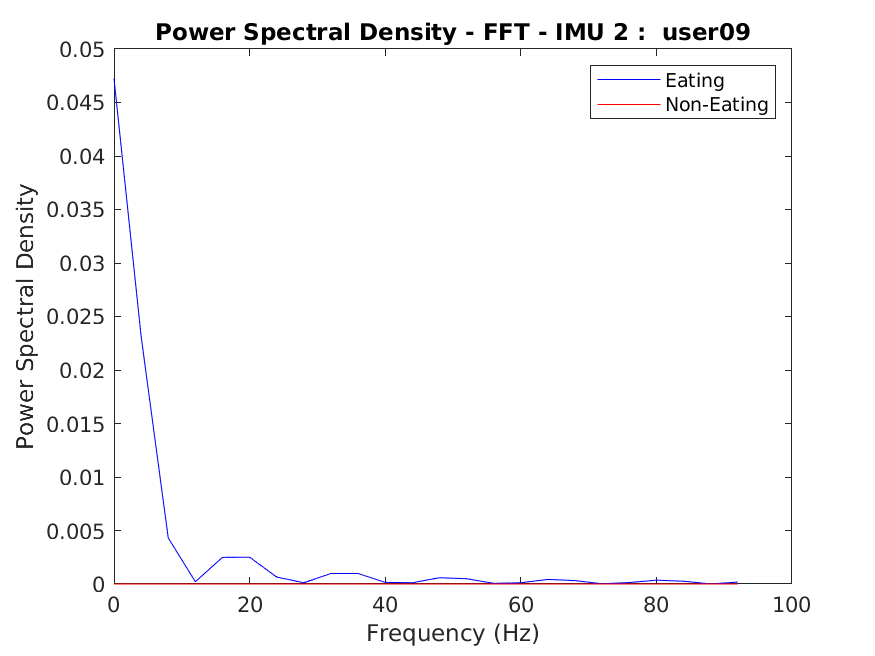 Power Spectral Density - FFT - IMU 2 :  user09
Eating
Non-Eating
Power Spectral Density
0.05
0.045
0.04
0.035
0.03
0.025
0.02
0.015
0.01
0.005
0
0 20 40 60 80 100
Frequency (Hz)